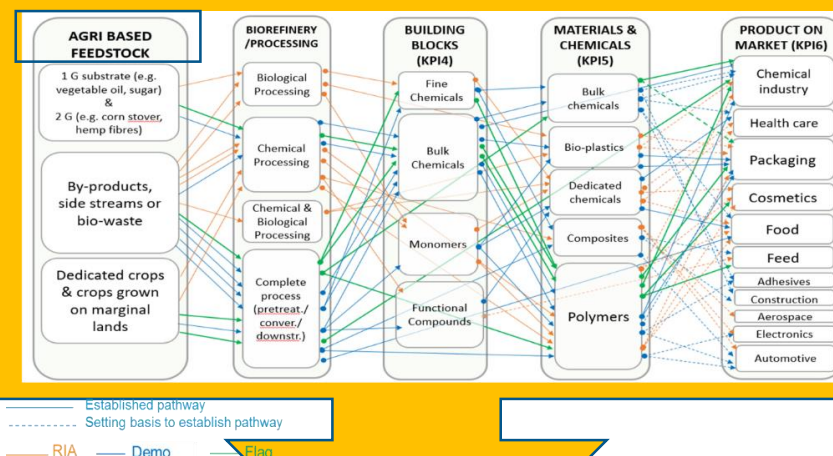 AGRI BASED
FEEDSTOCK
1 G substrate (e.g.
vegetable oil, sugar)
&
2 G (e.g. corn stover,
hemp fibres)
By-products,
side streams or
bio-waste
Dedicated crops
& crops grown
on marginal
lands
BIOREFINERY
/PROCESSING
Biological
Processing
Chemical
Processing
Chemical &
Biological
Processing
Complete
process
(pretreat./
conver./
downstr.)
BUILDING
BLOCKS
(KPI4)
Fine
Chemicals
Bulk
Chemicals
Monomers
Functional
Compounds
MATERIALS &
CHEMICALS
(KPI5)
Bulk
chemicals
Bio-plastics
Dedicated
chemicals
Composites
Polymers
PRODUCT ON
MARKET (KPI6)
Chemical
industry
Health care
Packaging
Cosmetics
Food
Feed
Adhesives
Construction
Aerospace
Electronics
Automotive
Established pathway
Setting basis to establish pathway
RIA Demo Flag